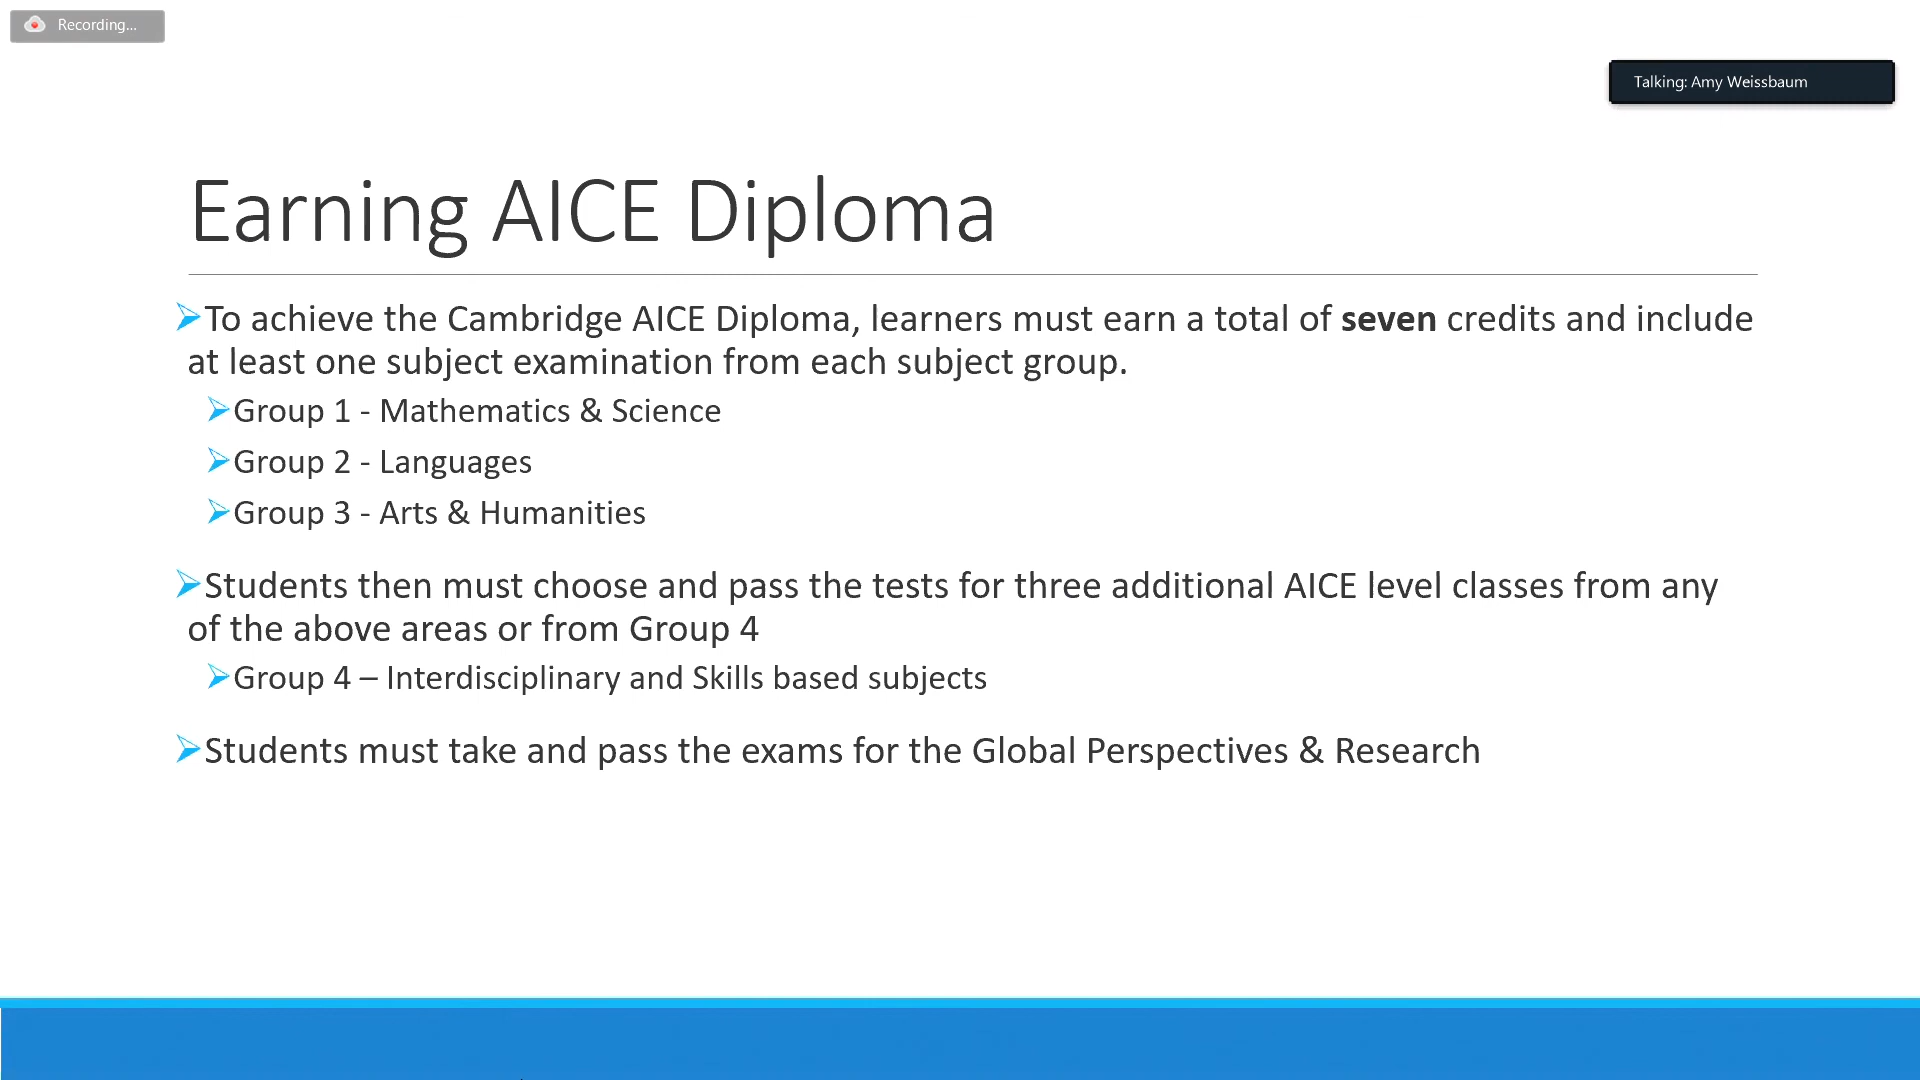 Recording...
Talking: Amy Weissbaum
Earning AICE Diploma
To achieve the Cambridge AICE Diploma, learners must earn a total of seven credits and include
at least one subject examination from each subject group.
Group 1 - Mathematics & Science
Group 2 - Languages
Group 3 - Arts & Humanities
Students then must choose and pass the tests for three additional AICE level classes from any
of the above areas or from Group 4
Group 4 – Interdisciplinary and Skills based subjects
Students must take and pass the exams for the Global Perspectives & Research